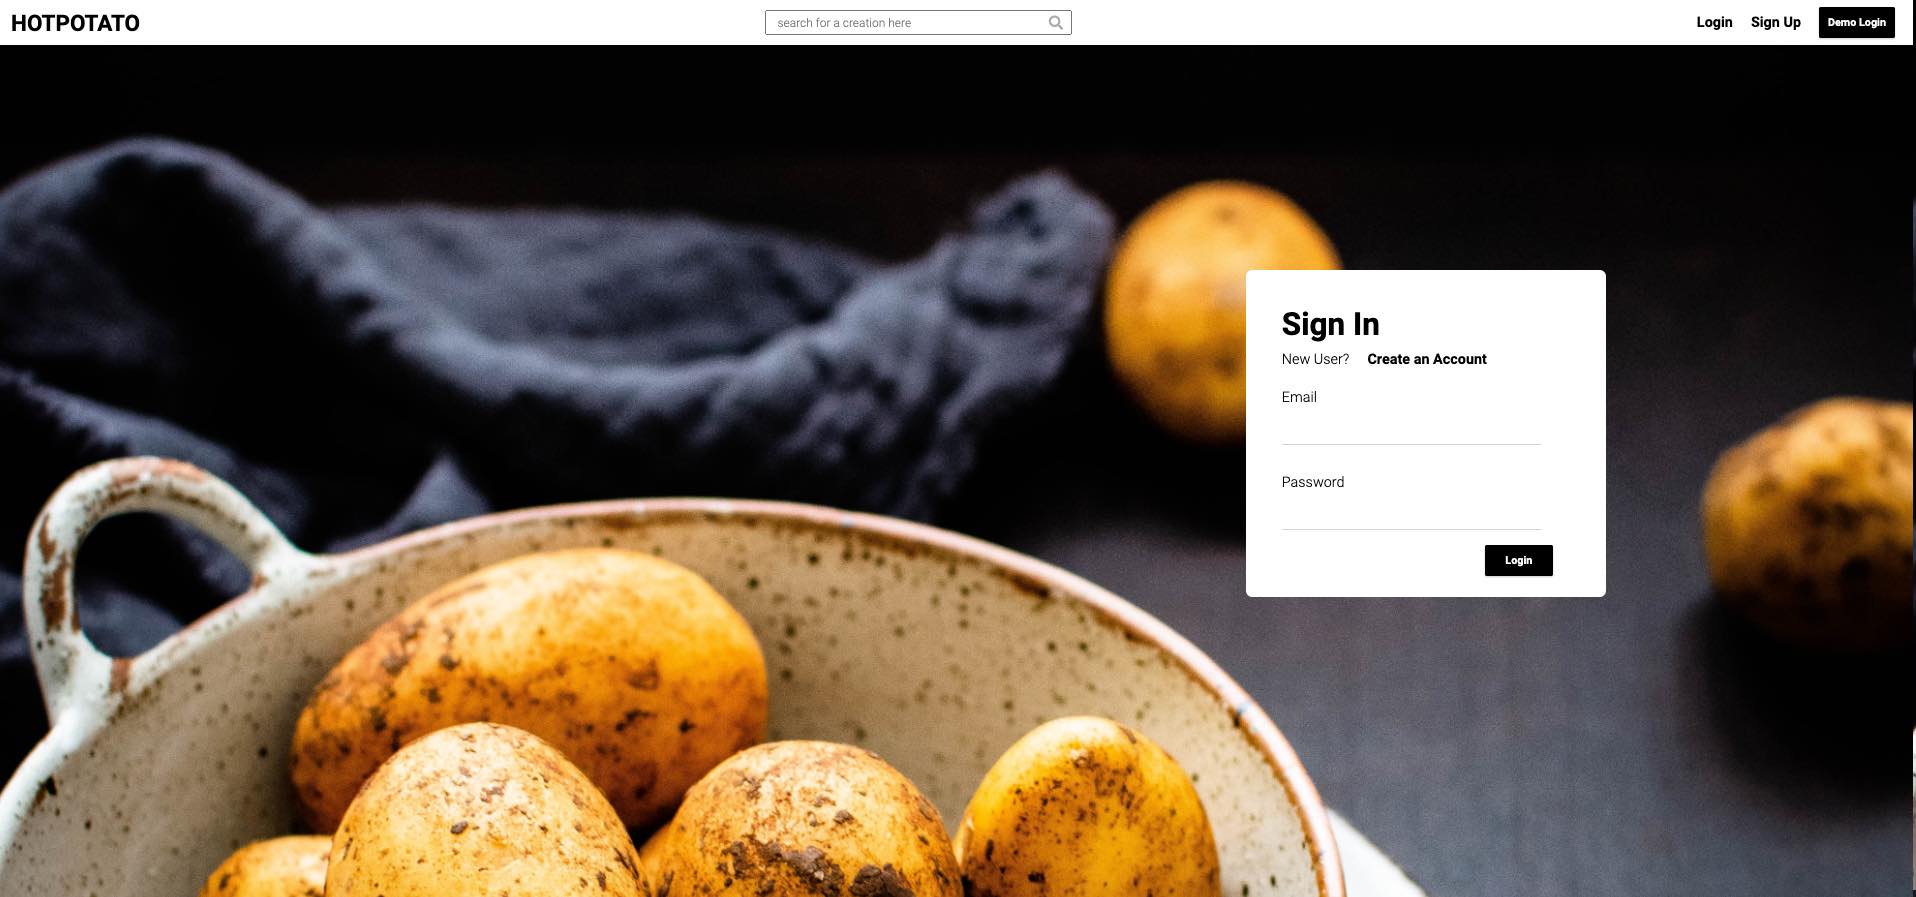 HOTPOTATO
search for a creation here
Login
Sign Up
Demo Login
Sign In
New User? Create an Account
Email
Password
Login